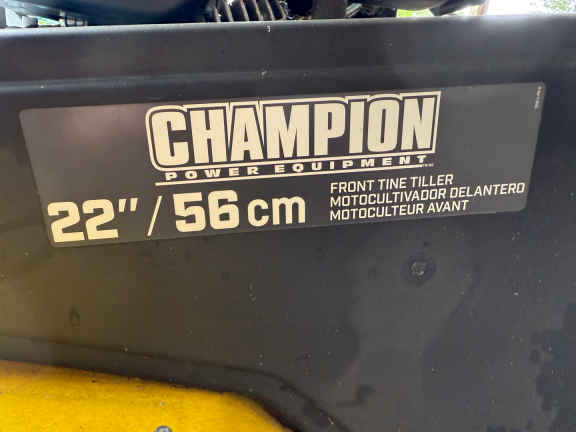 CHAMPION
POWER EQUIPMENT
22″/56 cm
FRONT TINE TILLER
MOTOCULTIVADOR DELANTERO
MOTOCULTEUR AVANT